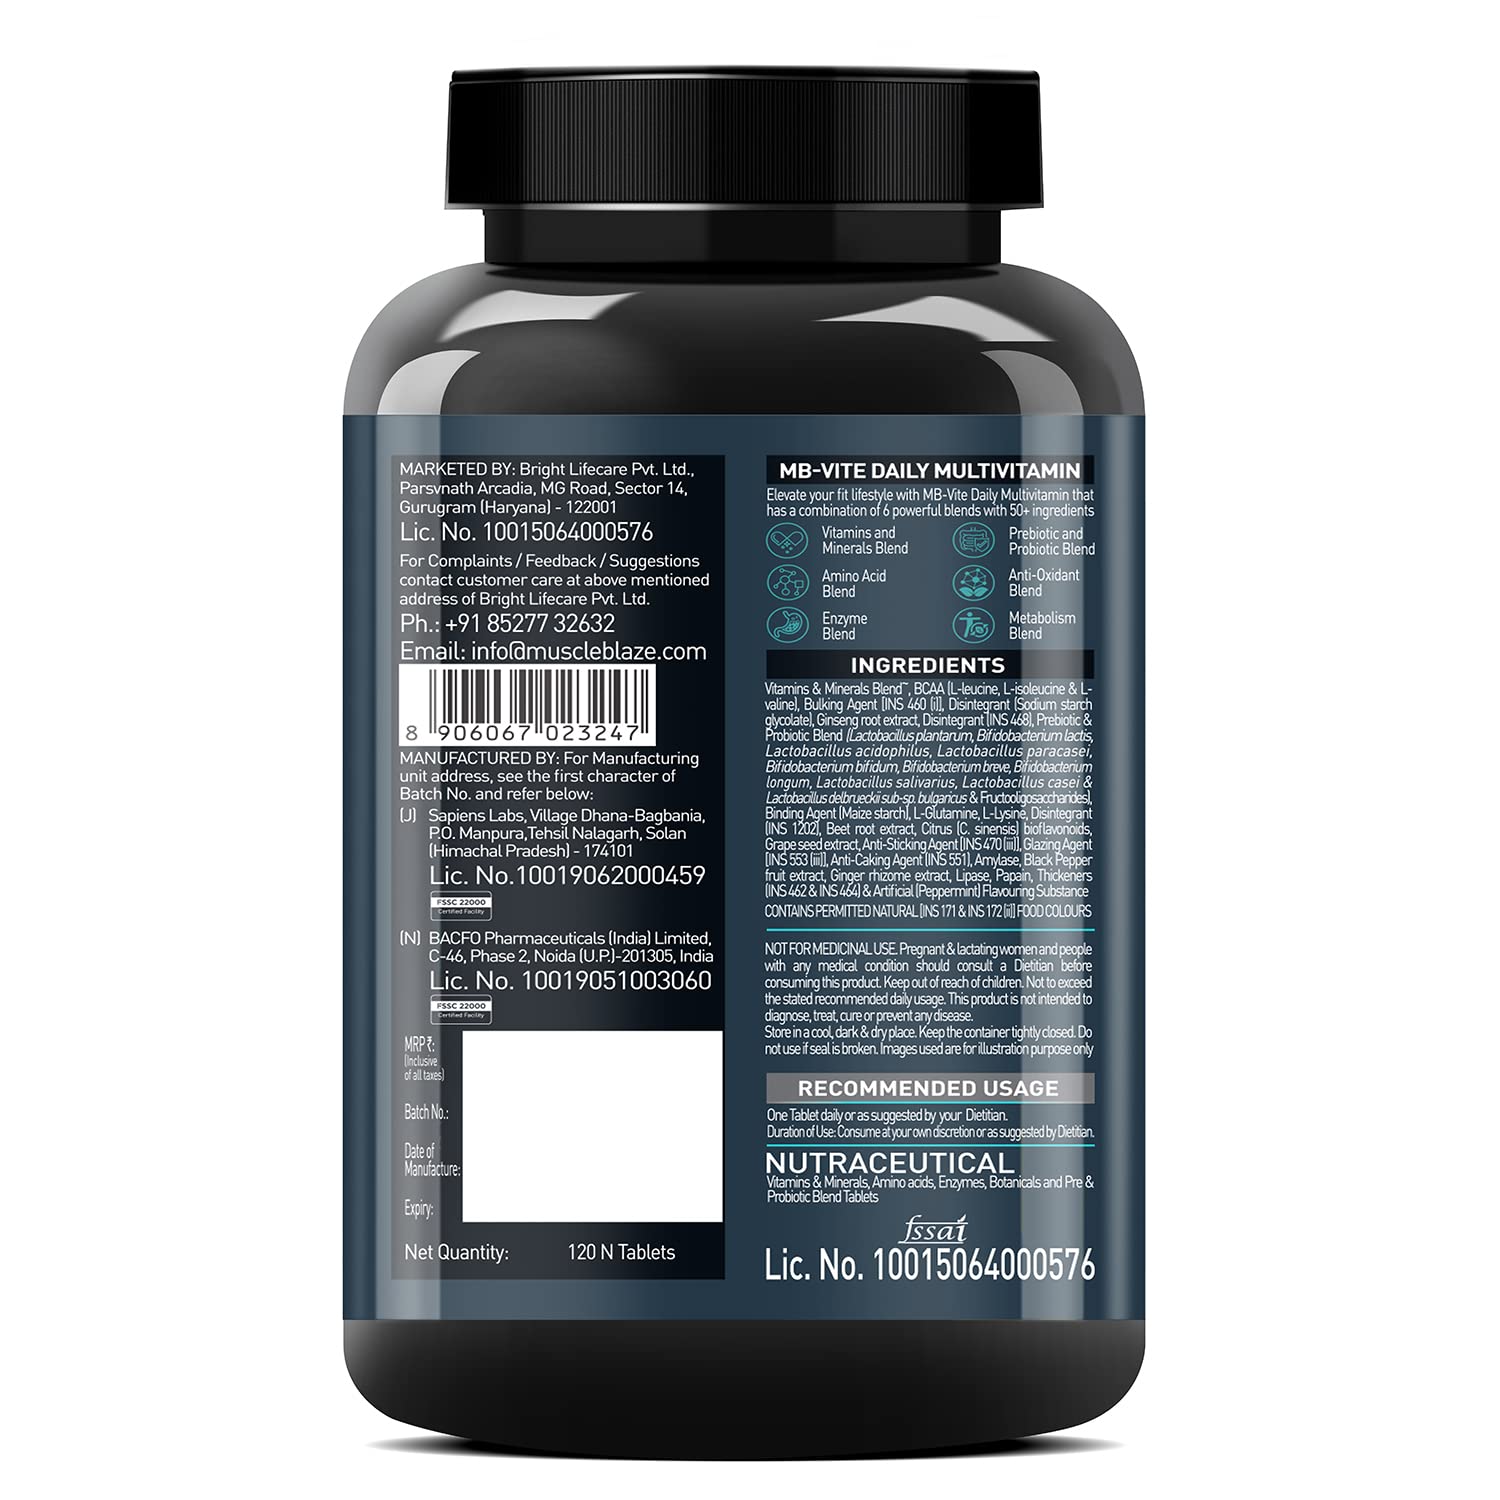 MARKETED BY: Bright Lifecare Pvt. Ltd.,
Parsvnath Arcadia, MG Road, Sector 14,
Gurugram (Haryana) - 122001
Lic. No. 10015064000576
For Complaints / Feedback / Suggestions
contact customer care at above mentioned
address of Bright Lifecare Pvt. Ltd.
Ph.: +91 85277 32632
Email: info@muscleblaze.com
8 906067 023247
MANUFACTURED BY: For Manufacturing
unit address, see the first character of
Batch No. and refer below:
(J) Sapiens Labs, Village Dhana-Bagbania,
P.O. Manpura,Tehsil Nalagarh, Solan
(Himachal Pradesh) - 174101
Lic. No.10019062000459
FSSC 22000
Certified Facility
(N) BACFO Pharmaceuticals (India) Limited,
C-46, Phase 2, Noida (U.P.)-201305, India
Lic. No. 10019051003060
FSSC 22000
Certified Facility
MRP ₹:
(Inclusive
of all taxes)
Batch No.:
Date of
Manufacture:
Expiry:
Net Quantity: 120 N Tablets
MB-VITE DAILY MULTIVITAMIN
Elevate your fit lifestyle with MB-Vite Daily Multivitamin that
has a combination of 6 powerful blends with 50+ ingredients
Vitamins and
Minerals Blend
Prebiotic and
Probiotic Blend
Amino Acid
Blend
Anti-Oxidant
Blend
Enzyme
Blend
Metabolism
Blend
INGREDIENTS
Vitamins & Minerals Blend~, BCAA (L-leucine, L-isoleucine & L-
valine), Bulking Agent [INS 460 (i)], Disintegrant (Sodium starch
glycolate), Ginseng root extract, Disintegrant (INS 468), Prebiotic &
Probiotic Blend (Lactobacillus plantarum, Bifidobacterium lactis,
Lactobacillus acidophilus, Lactobacillus paracasei,
Bifidobacterium bifidum, Bifidobacterium breve, Bifidobacterium
longum, Lactobacillus salivarius, Lactobacillus casei &
Lactobacillus delbrueckii sub-sp. bulgaricus & Fructooligosaccharides),
Binding Agent (Maize starch), L-Glutamine, L-Lysine, Disintegrant
(INS 1202), Beet root extract, Citrus (C. sinensis) bioflavonoids,
Grape seed extract, Anti-Sticking Agent [INS 470 (iii)], Glazing Agent
[INS 553 (iii)], Anti-Caking Agent (INS 551), Amylase, Black Pepper
fruit extract, Ginger rhizome extract, Lipase, Papain, Thickeners
(INS 462 & INS 464) & Artificial (Peppermint) Flavouring Substance
CONTAINS PERMITTED NATURAL [INS 171 & INS 172 (ii)] FOOD COLOURS
NOT FOR MEDICINAL USE. Pregnant & lactating women and people
with any medical condition should consult a Dietitian before
consuming this product. Keep out of reach of children. Not to exceed
the stated recommended daily usage. This product is not intended to
diagnose, treat, cure or prevent any disease.
Store in a cool, dark & dry place. Keep the container tightly closed. Do
not use if seal is broken. Images used are for illustration purpose only
RECOMMENDED USAGE
One Tablet daily or as suggested by your Dietitian.
Duration of Use: Consume at your own discretion or as suggested by Dietitian.
NUTRACEUTICAL
Vitamins & Minerals, Amino acids, Enzymes, Botanicals and Pre &
Probiotic Blend Tablets
fssai
Lic. No. 10015064000576